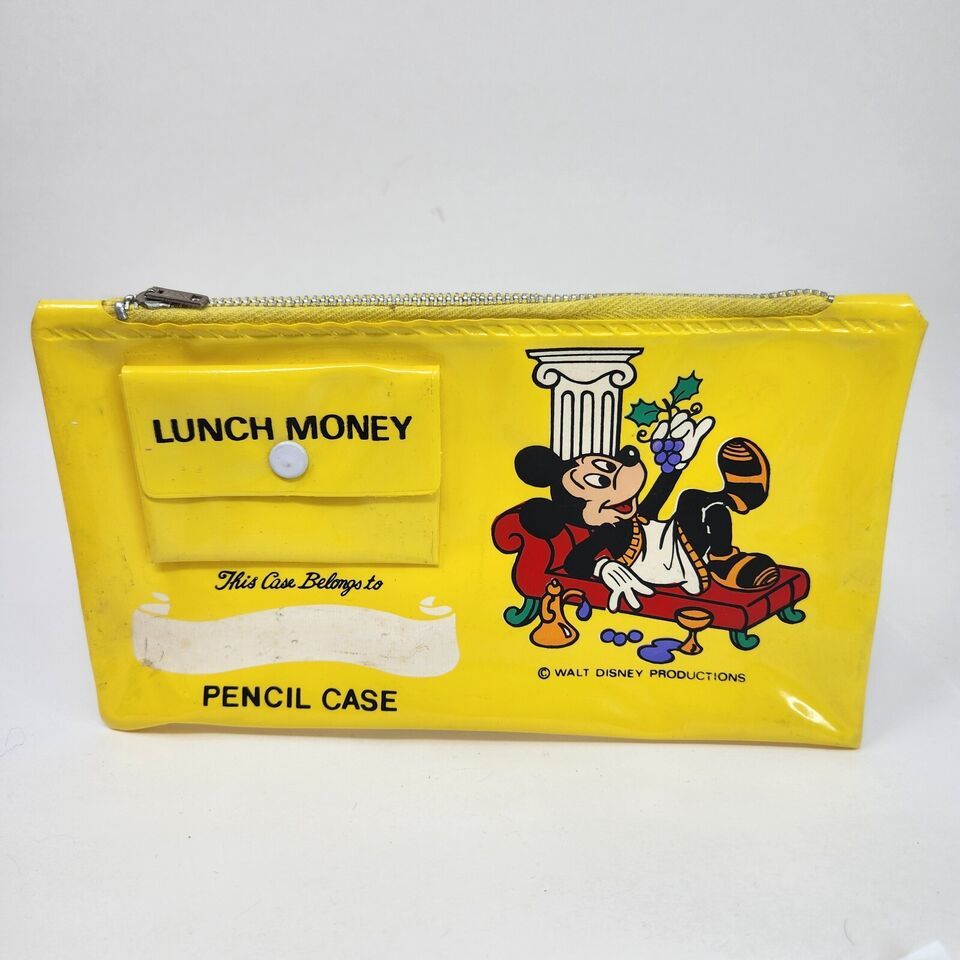 LUNCH MONEY
This Case Belongs to
PENCIL CASE
© WALT DISNEY PRODUCTIONS